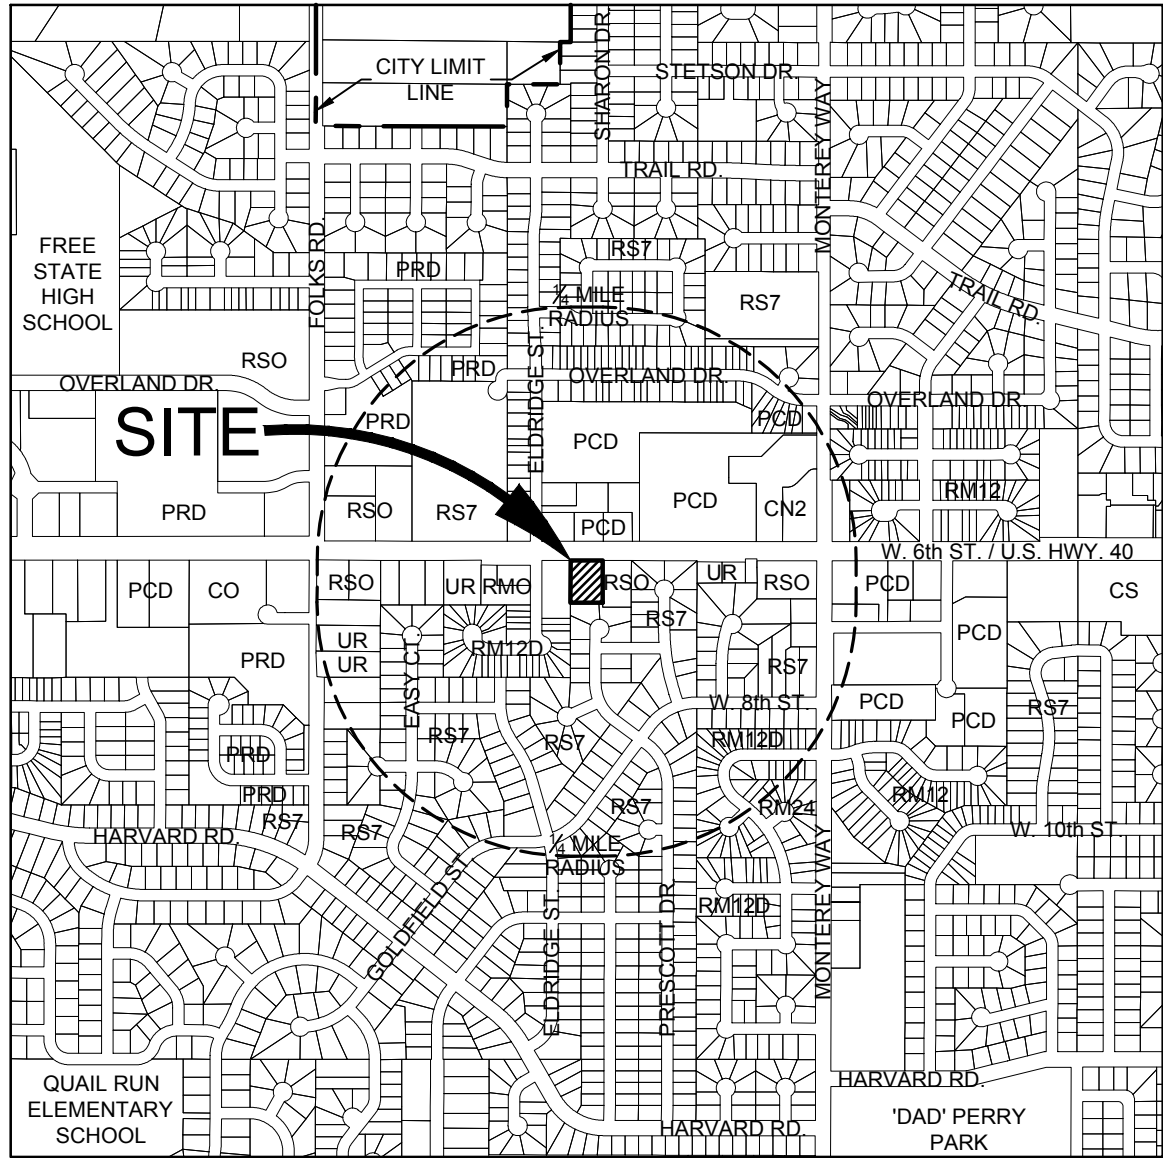 CITY LIMIT
LINE
SHARON DR.
STETSON DR.
MONTEREY WAY
TRAIL RD.
FREE
STATE
HIGH
SCHOOL
FOLKS RD.
PRD
RS7
¼ MILE
RADIUS
RS7
TRAIL RD.
RSO
OVERLAND DR.
PRD
ELDRIDGE ST.
OVERLAND DR.
OVERLAND DR.
SITE
PRD
PCD
PCD
PRD
RSO
RS7
PCD
PCD
CN2
RM12
W. 6th ST. / U.S. HWY. 40
PCD
CO
RSO
UR
RMO
RSO
UR
RSO
PCD
CS
RS7
UR
UR
PRD
EASY CT.
RM12D
RS7
PCD
W. 8th ST.
PCD
PCD
RS7
RS7
RS7
RM12D
PRD
PRD
RS7
RS7
RS7
RM24
RM12
HARVARD RD.
W. 10th ST.
¼ MILE
RADIUS
GOLDFIELD ST.
ELDRIDGE ST.
PRESCOTT DR.
RM12D
MONTEREY WAY
QUAIL RUN
ELEMENTARY
SCHOOL
HARVARD RD.
HARVARD RD.
'DAD' PERRY
PARK